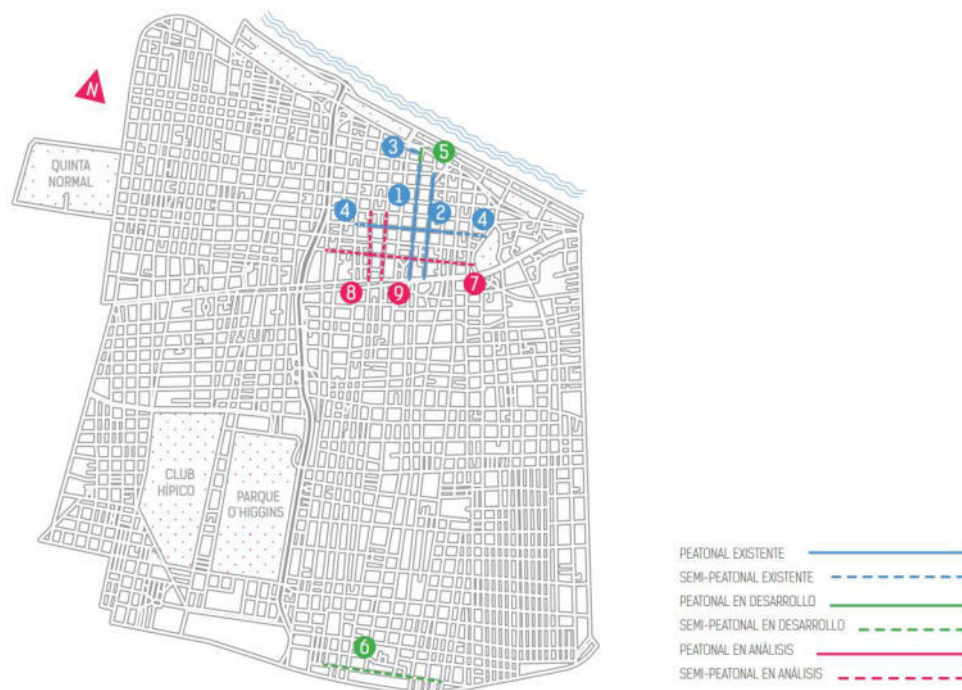 N
QUINTA
NORMAL
3
5
1
2
4
4
7
8
9
CLUB
HÍPICO
PARQUE
O'HIGGINS
6
PEATONAL EXISTENTE
SEMI-PEATONAL EXISTENTE
PEATONAL EN DESARROLLO
SEMI-PEATONAL EN DESARROLLO
PEATONAL EN ANÁLISIS
SEMI-PEATONAL EN ANÁLISIS